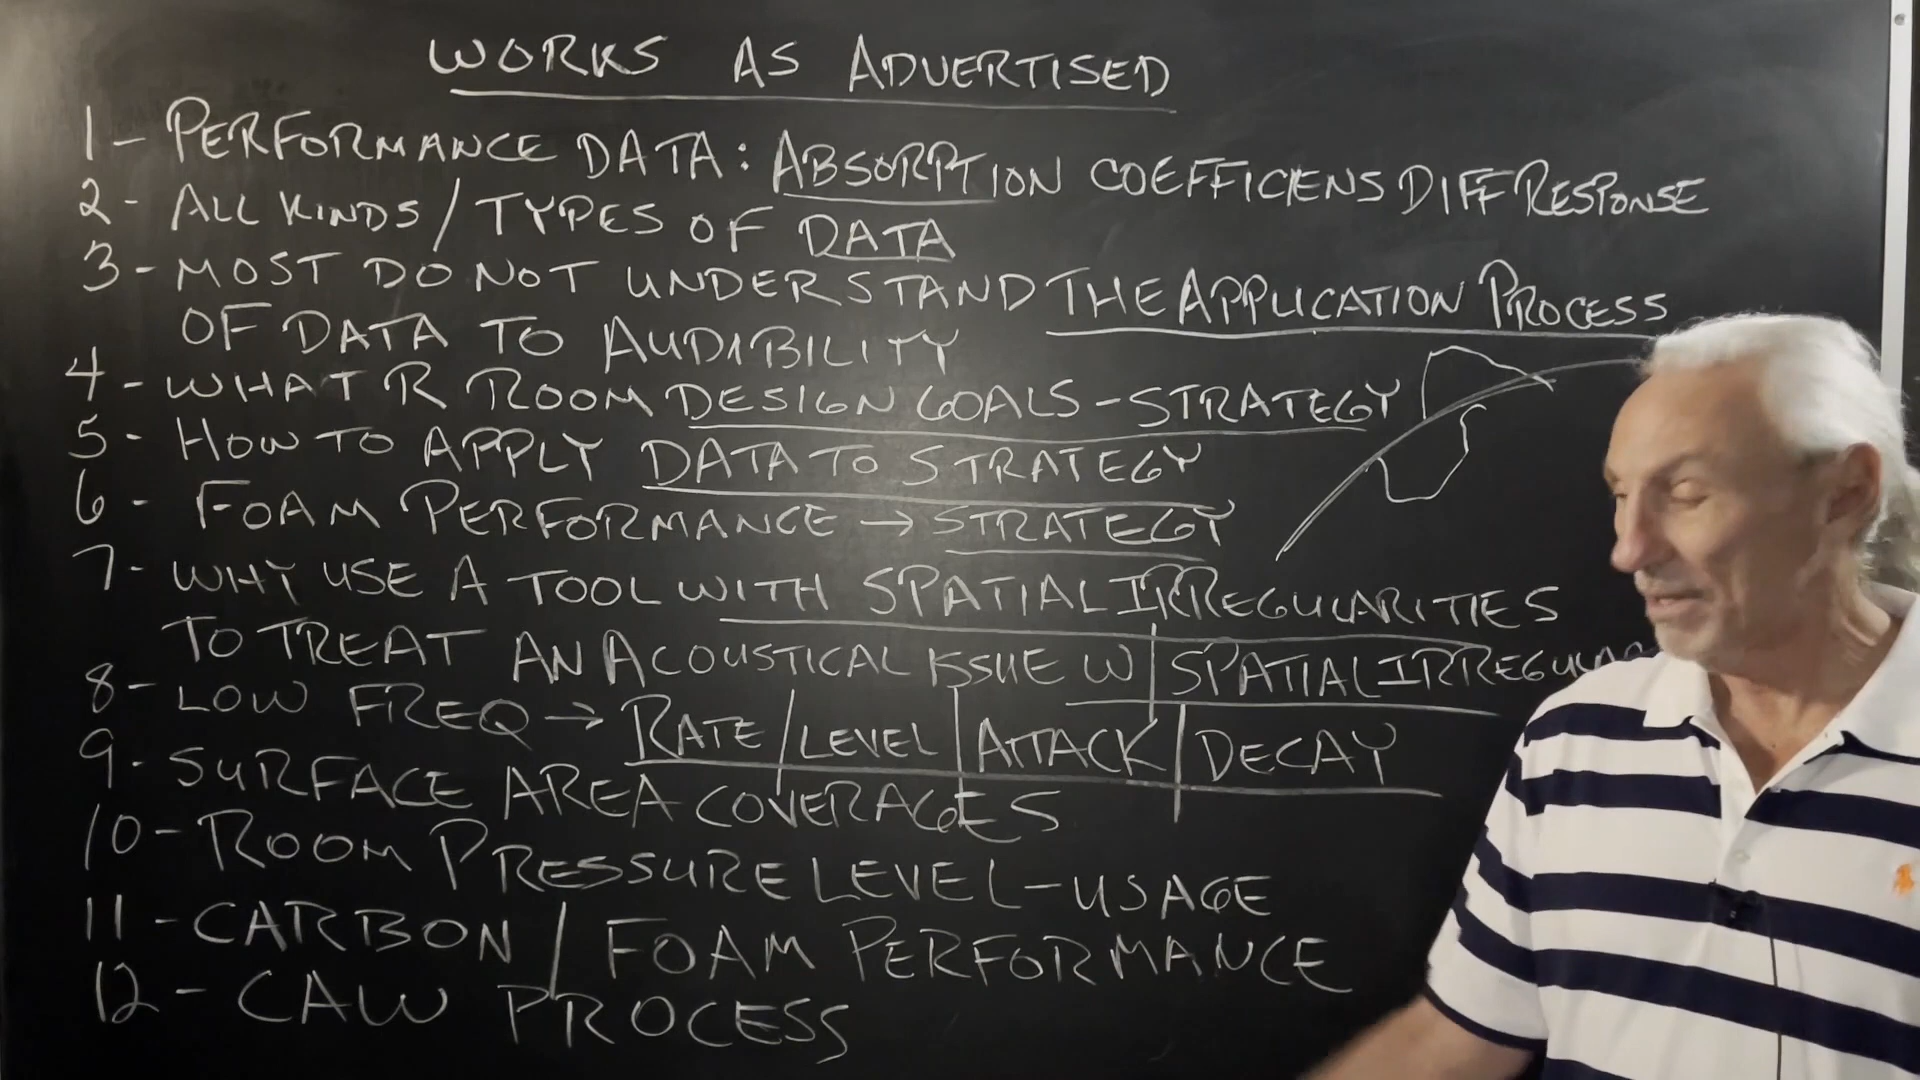 WORKS AS ADVERTISED
1 - PERFORMANCE DATA: ABSORPTION COEFFICIENS DIFF RESPONSE
2 - ALL KINDS / TYPES OF DATA
3 - MOST DO NOT UNDERSTAND THE APPLICATION PROCESS
OF DATA TO AUDIBILITY
4 - WHAT R ROOM DESIGN GOALS - STRATEGY
5 - HOW TO APPLY DATA TO STRATEGY
6 - FOAM PERFORMANCE → STRATEGY
7 - WHY USE A TOOL WITH SPATIAL IRREGULARITIES
TO TREAT AN ACOUSTICAL ISSUE W | SPATIAL IRREGULAR
8 - LOW FREQ → RATE / LEVEL | ATTACK | DECAY
9 - SURFACE AREA COVERAGES
10 - ROOM PRESSURE LEVEL - USAGE
11 - CARBON / FOAM PERFORMANCE
12 - CAW PROCESS